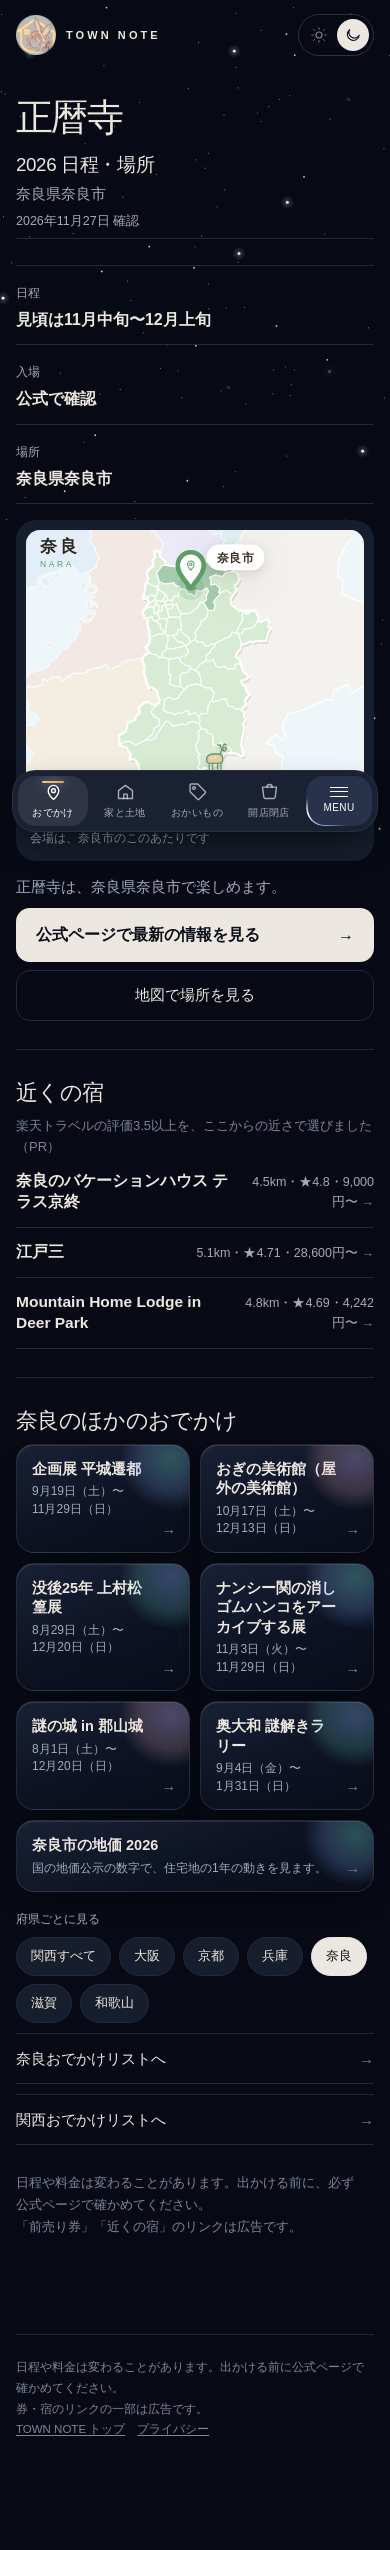 TOWN NOTE
正暦寺
2026 日程・場所
奈良県奈良市
2026年11月27日 確認
日程
見頃は11月中旬〜12月上旬
入場
公式で確認
場所
奈良県奈良市
奈良
NARA
奈良市
おでかけ
家と土地
おかいもの
開店閉店
MENU
会場は、奈良市のこのあたりです
正暦寺は、奈良県奈良市で楽しめます。
公式ページで最新の情報を見る →
地図で場所を見る
近くの宿
楽天トラベルの評価3.5以上を、ここからの近さで選びました
（PR）
奈良のバケーションハウス テ
ラス京終
4.5km・★4.8・9,000
円〜 →
江戸三
5.1km・★4.71・28,600円〜 →
Mountain Home Lodge in
Deer Park
4.8km・★4.69・4,242
円〜 →
奈良のほかのおでかけ
企画展 平城遷都
9月19日（土）〜
11月29日（日）
→
おぎの美術館（屋
外の美術館）
10月17日（土）〜
12月13日（日）
→
没後25年 上村松
篁展
8月29日（土）〜
12月20日（日）
→
ナンシー関の消し
ゴムハンコをアー
カイブする展
11月3日（火）〜
11月29日（日）
→
謎の城 in 郡山城
8月1日（土）〜
12月20日（日）
→
奥大和 謎解きラ
リー
9月4日（金）〜
1月31日（日）
→
奈良市の地価 2026
国の地価公示の数字で、住宅地の1年の動きを見ます。 →
府県ごとに見る
関西すべて
大阪
京都
兵庫
奈良
滋賀
和歌山
奈良おでかけリストへ →
関西おでかけリストへ →
日程や料金は変わることがあります。出かける前に、必ず
公式ページで確かめてください。
「前売り券」「近くの宿」のリンクは広告です。
日程や料金は変わることがあります。出かける前に公式ページで
確かめてください。
券・宿のリンクの一部は広告です。
TOWN NOTE トップ プライバシー